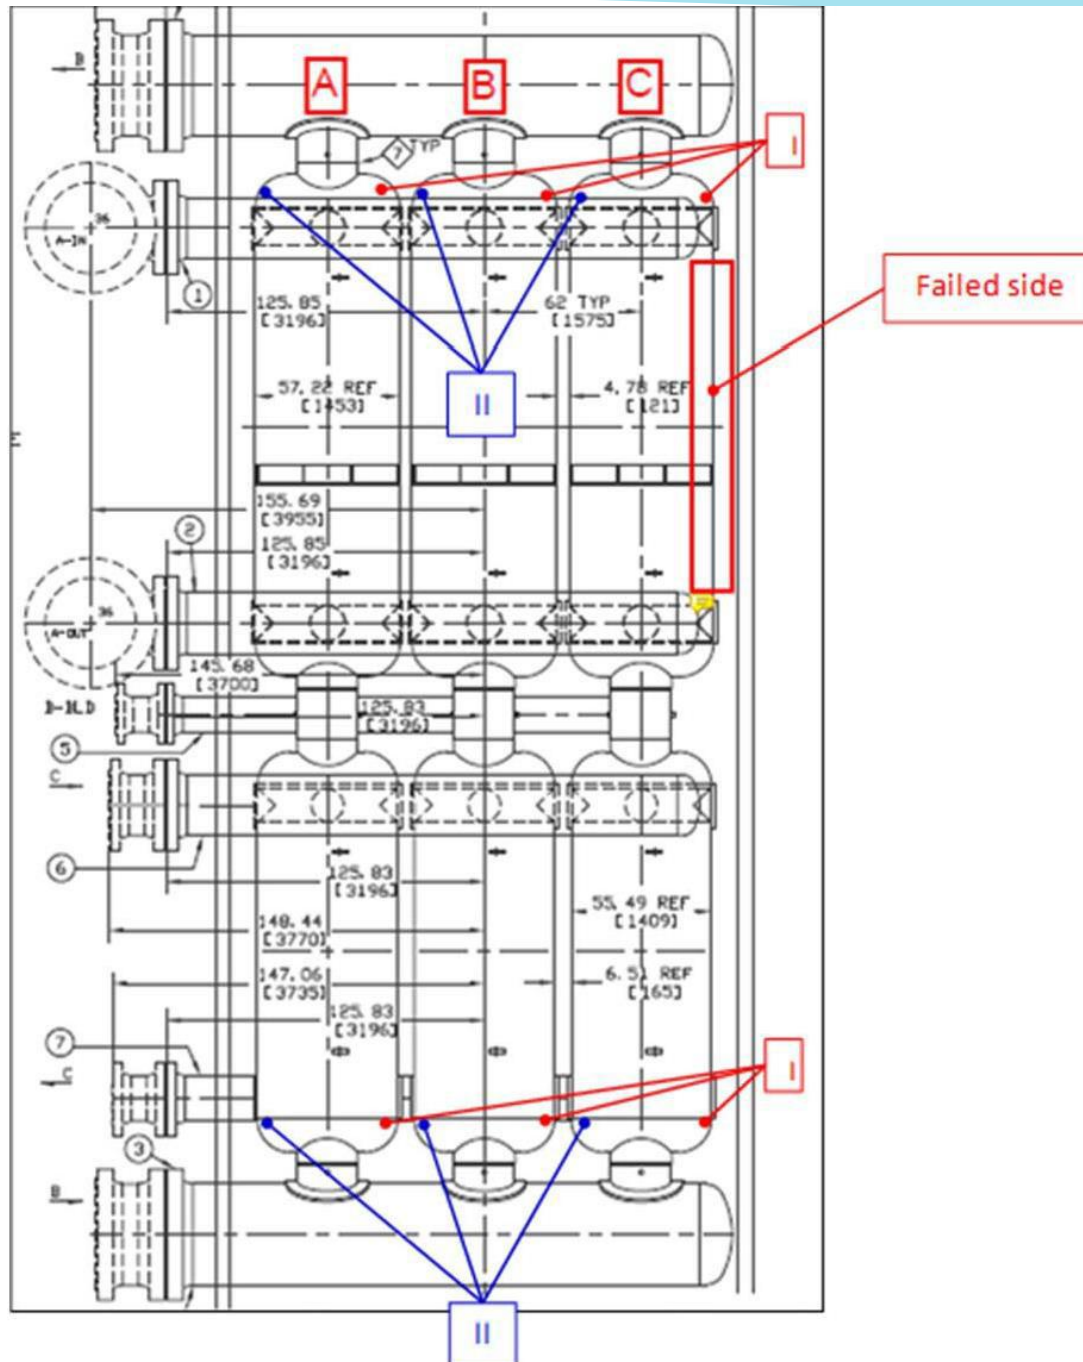 B
A
B
C
7
TYP
I
36
A-IN
1
125.85
[3196]
62 TYP
[1575]
Failed side
57.22 REF
[1453]
II
4.78 REF
[121]
155.69
[3955]
2
125.85
[3196]
36
A-OUT
145.68
[3700]
125.83
[3196]
5
C
6
125.83
[3196]
55.49 REF
[1409]
148.44
[3770]
147.06
[3735]
6.51 REF
[165]
125.83
[3196]
7
C
I
3
B
II